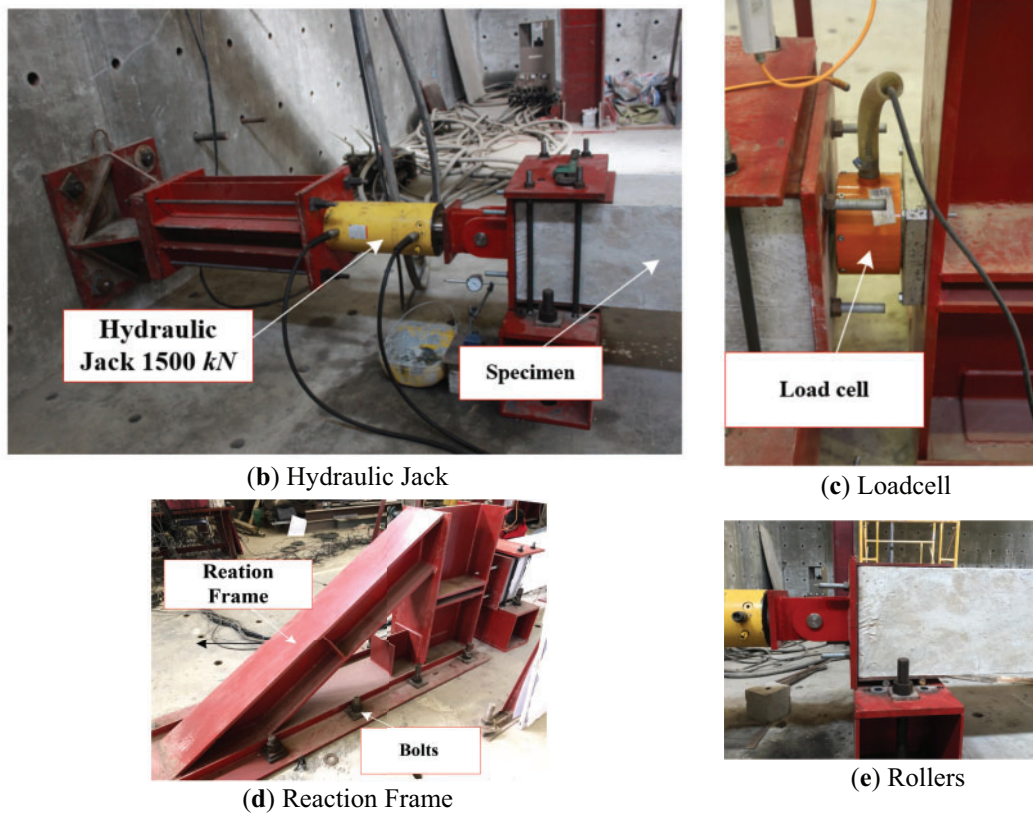 Hydraulic
Jack 1500 kN
Specimen
(b) Hydraulic Jack
Load cell
(c) Loadcell
Reation
Frame
Bolts
A
(d) Reaction Frame
(e) Rollers